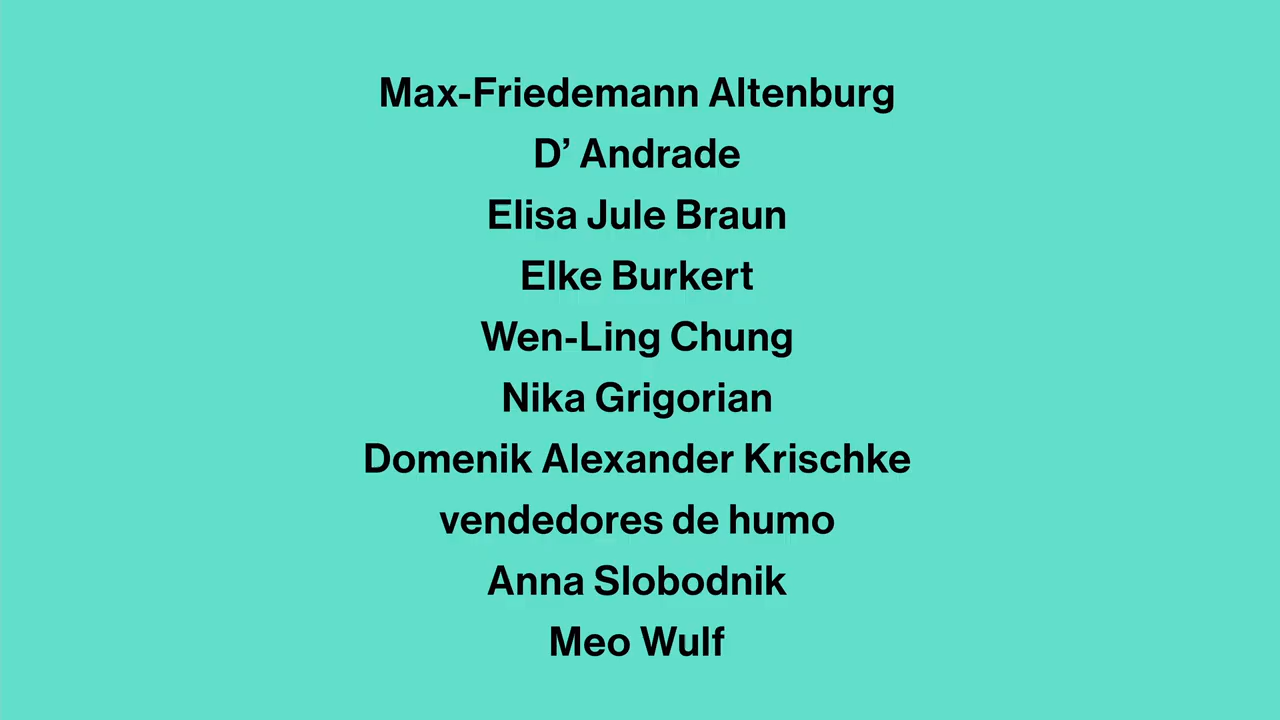 Max-Friedemann Altenburg
D’ Andrade
Elisa Jule Braun
Elke Burkert
Wen-Ling Chung
Nika Grigorian
Domenik Alexander Krischke
vendedores de humo
Anna Slobodnik
Meo Wulf